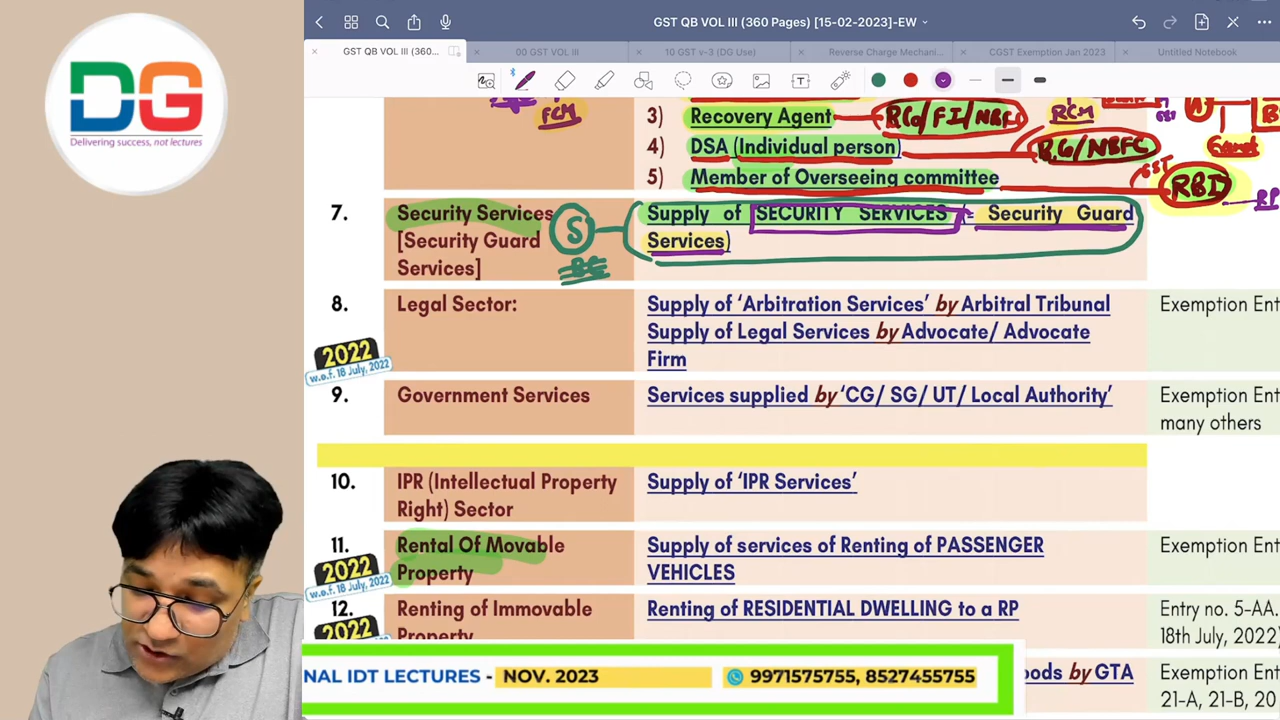 GST QB VOL III (360 Pages) [15-02-2023]-EW
GST QB VOL III (360...
00 GST VOL III
10 GST v-3 (DG Use)
Reverse Charge Mechani...
CGST Exemption Jan 2023
Untitled Notebook
DG
Delivering success, not lectures
FCM
3) Recovery Agent
RCM
4) DSA (Individual person)
5) Member of Overseeing committee
GST
RBI
7. Security Services [Security Guard Services]
S
Supply of SECURITY SERVICES (= Security Guard Services)
8. Legal Sector:
2022
w.e.f. 18 July, 2022
Supply of ‘Arbitration Services’ by Arbitral Tribunal
Supply of Legal Services by Advocate/ Advocate Firm
Exemption Ent
9. Government Services
Services supplied by ‘CG/ SG/ UT/ Local Authority’
Exemption Ent
many others
10. IPR (Intellectual Property Right) Sector
Supply of ‘IPR Services’
11. Rental Of Movable Property
2022
w.e.f. 18 July, 2022
Supply of services of Renting of PASSENGER VEHICLES
Exemption Ent
12. Renting of Immovable Property
2022
Renting of RESIDENTIAL DWELLING to a RP
Entry no. 5-AA.
18th July, 2022)
oods by GTA
Exemption Ent
21-A, 21-B, 20
NAL IDT LECTURES - NOV. 2023
9971575755, 8527455755